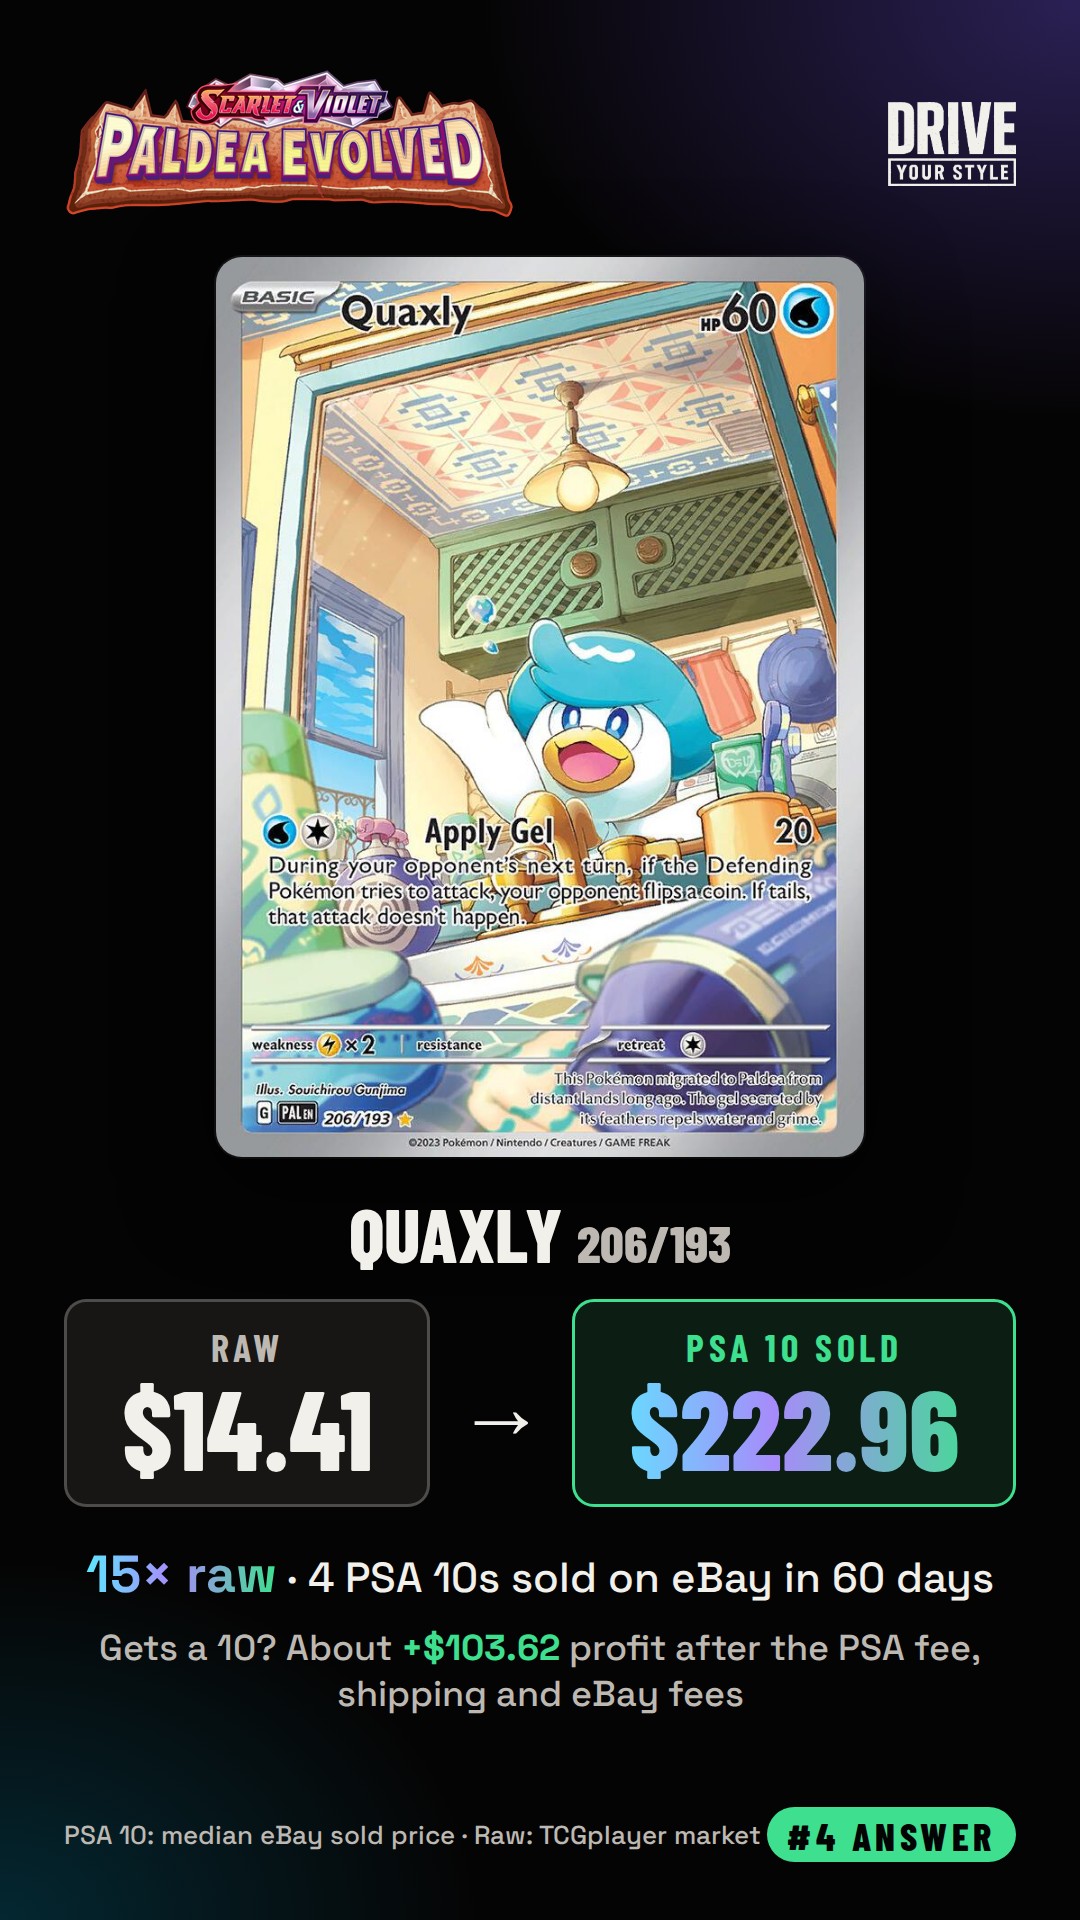 SCARLET & VIOLET
PALDEA EVOLVED
DRIVE
YOUR STYLE
BASIC Quaxly HP 60
Apply Gel 20
During your opponent's next turn, if the Defending
Pokémon tries to attack, your opponent flips a coin. If tails,
that attack doesn't happen.
weakness ×2 resistance retreat
Illus. Souichirou Gunjima
G PAL EN 206/193
This Pokémon migrated to Paldea from
distant lands long ago. The gel secreted by
its feathers repels water and grime.
©2023 Pokémon / Nintendo / Creatures / GAME FREAK
QUAXLY 206/193
RAW
$14.41
→
PSA 10 SOLD
$222.96
15× raw · 4 PSA 10s sold on eBay in 60 days
Gets a 10? About +$103.62 profit after the PSA fee,
shipping and eBay fees
PSA 10: median eBay sold price · Raw: TCGplayer market
#4 ANSWER